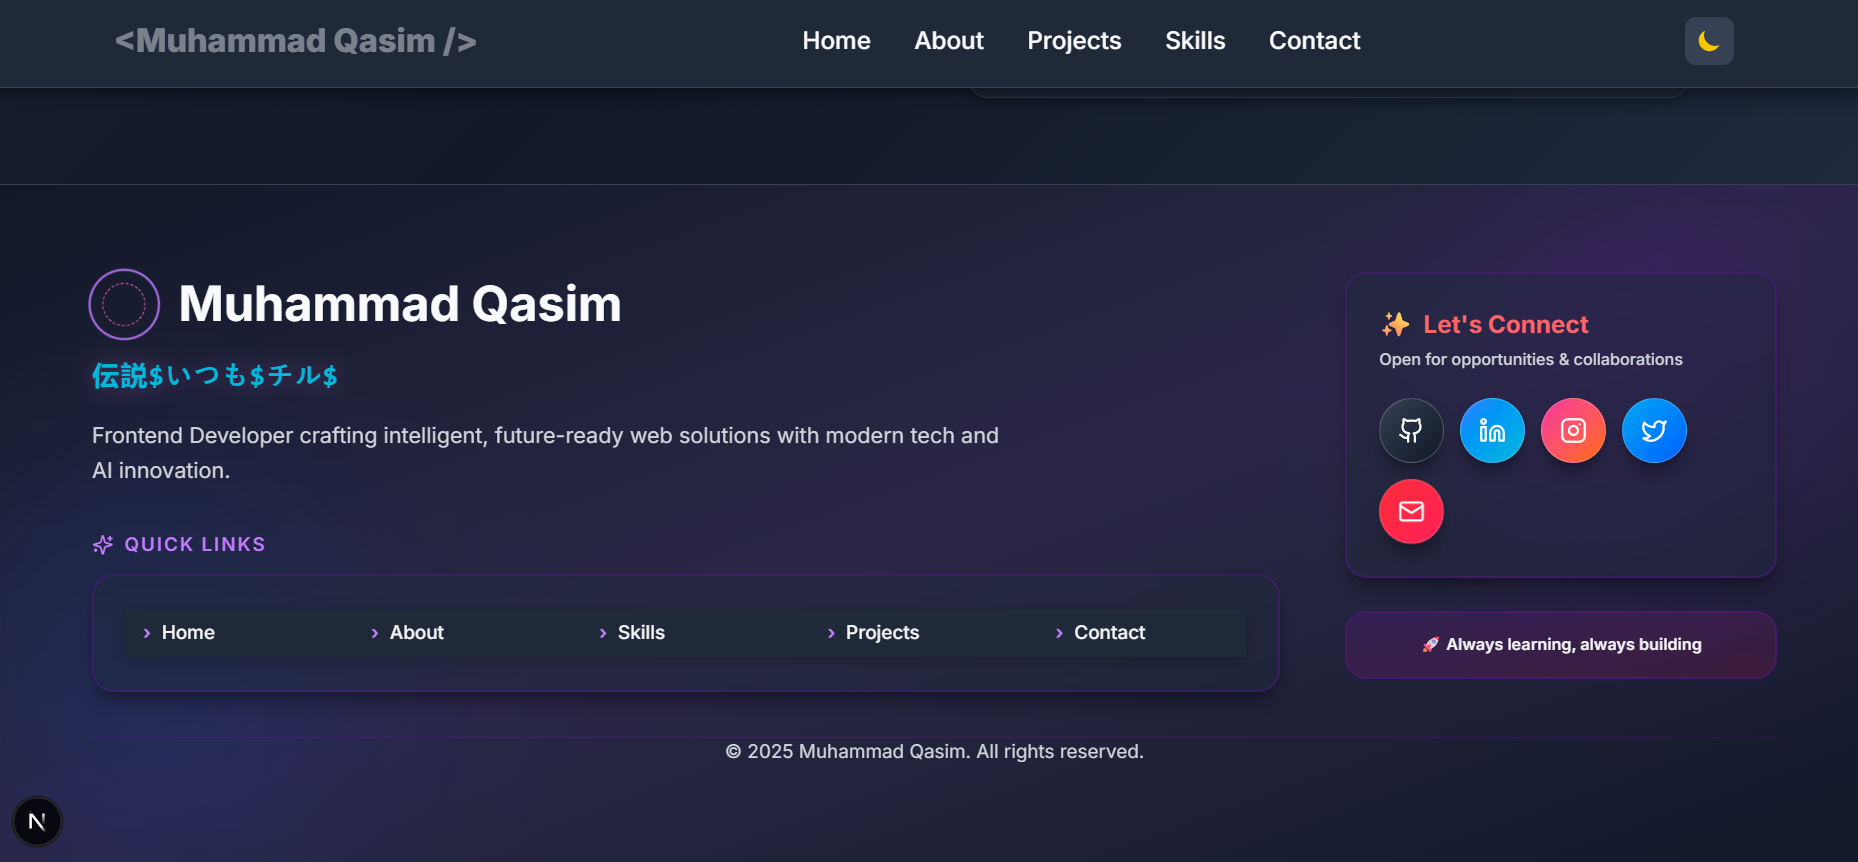 <Muhammad Qasim />
Home About Projects Skills Contact
Muhammad Qasim
伝説$いつも$チル$
Frontend Developer crafting intelligent, future-ready web solutions with modern tech and
AI innovation.
QUICK LINKS
› Home › About › Skills › Projects › Contact
✨ Let's Connect
Open for opportunities & collaborations
in
🚀 Always learning, always building
© 2025 Muhammad Qasim. All rights reserved.
N